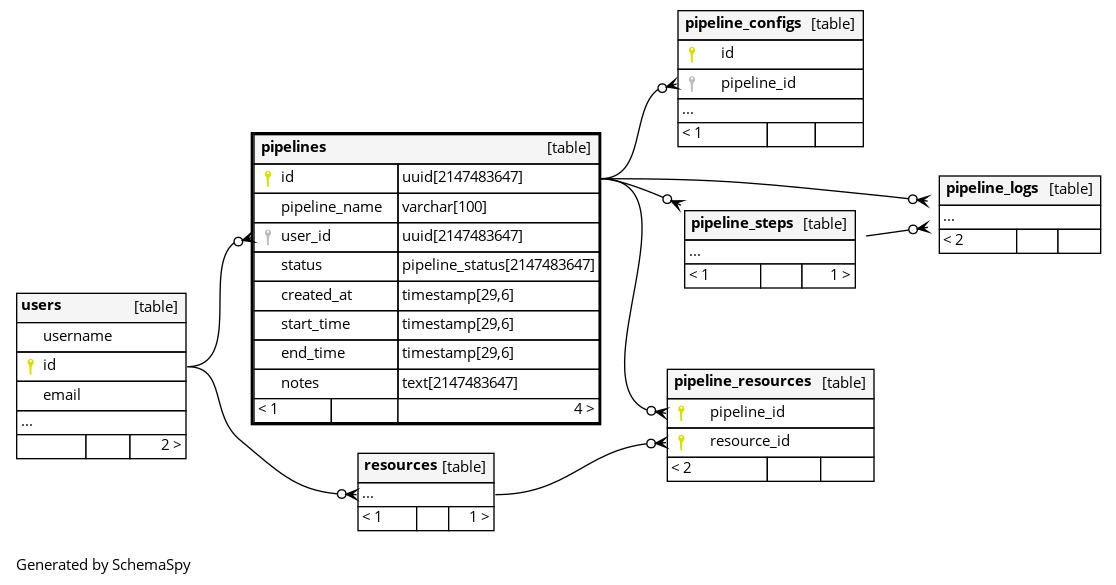 pipeline_configs [table]
id
pipeline_id
...
< 1
pipelines [table]
id uuid[2147483647]
pipeline_name varchar[100]
user_id uuid[2147483647]
status pipeline_status[2147483647]
created_at timestamp[29,6]
start_time timestamp[29,6]
end_time timestamp[29,6]
notes text[2147483647]
< 1 4 >
pipeline_logs [table]
...
< 2
pipeline_steps [table]
...
< 1 1 >
users [table]
username
id
email
...
2 >
pipeline_resources [table]
pipeline_id
resource_id
< 2
resources [table]
...
< 1 1 >
Generated by SchemaSpy